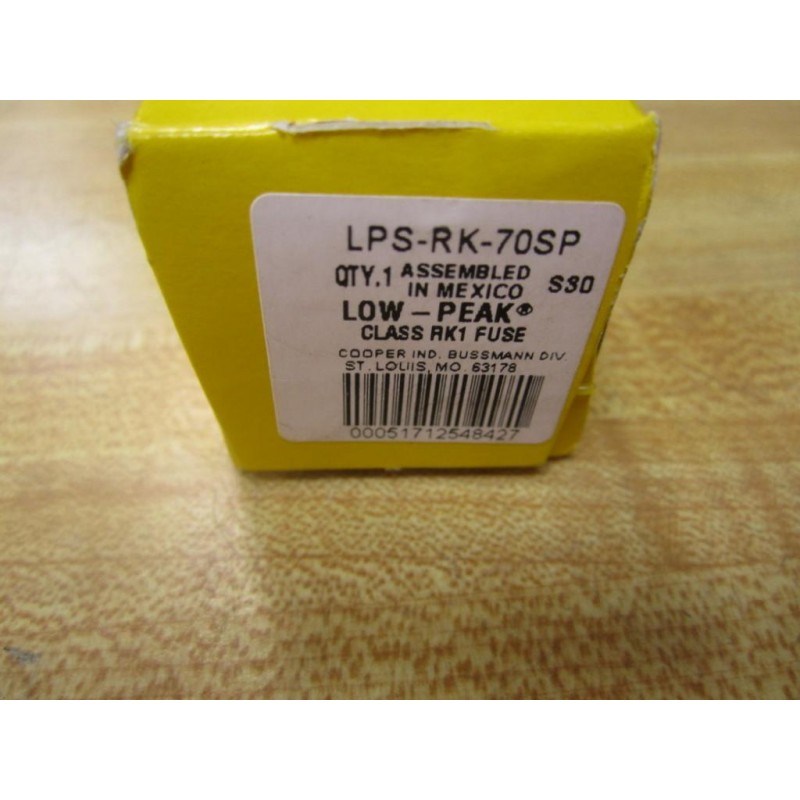 LPS-RK-70SP
QTY.1 ASSEMBLED IN MEXICO S30
LOW-PEAK®
CLASS RK1 FUSE
COOPER IND. BUSSMANN DIV.
ST. LOUIS, MO. 63178
00051712548427